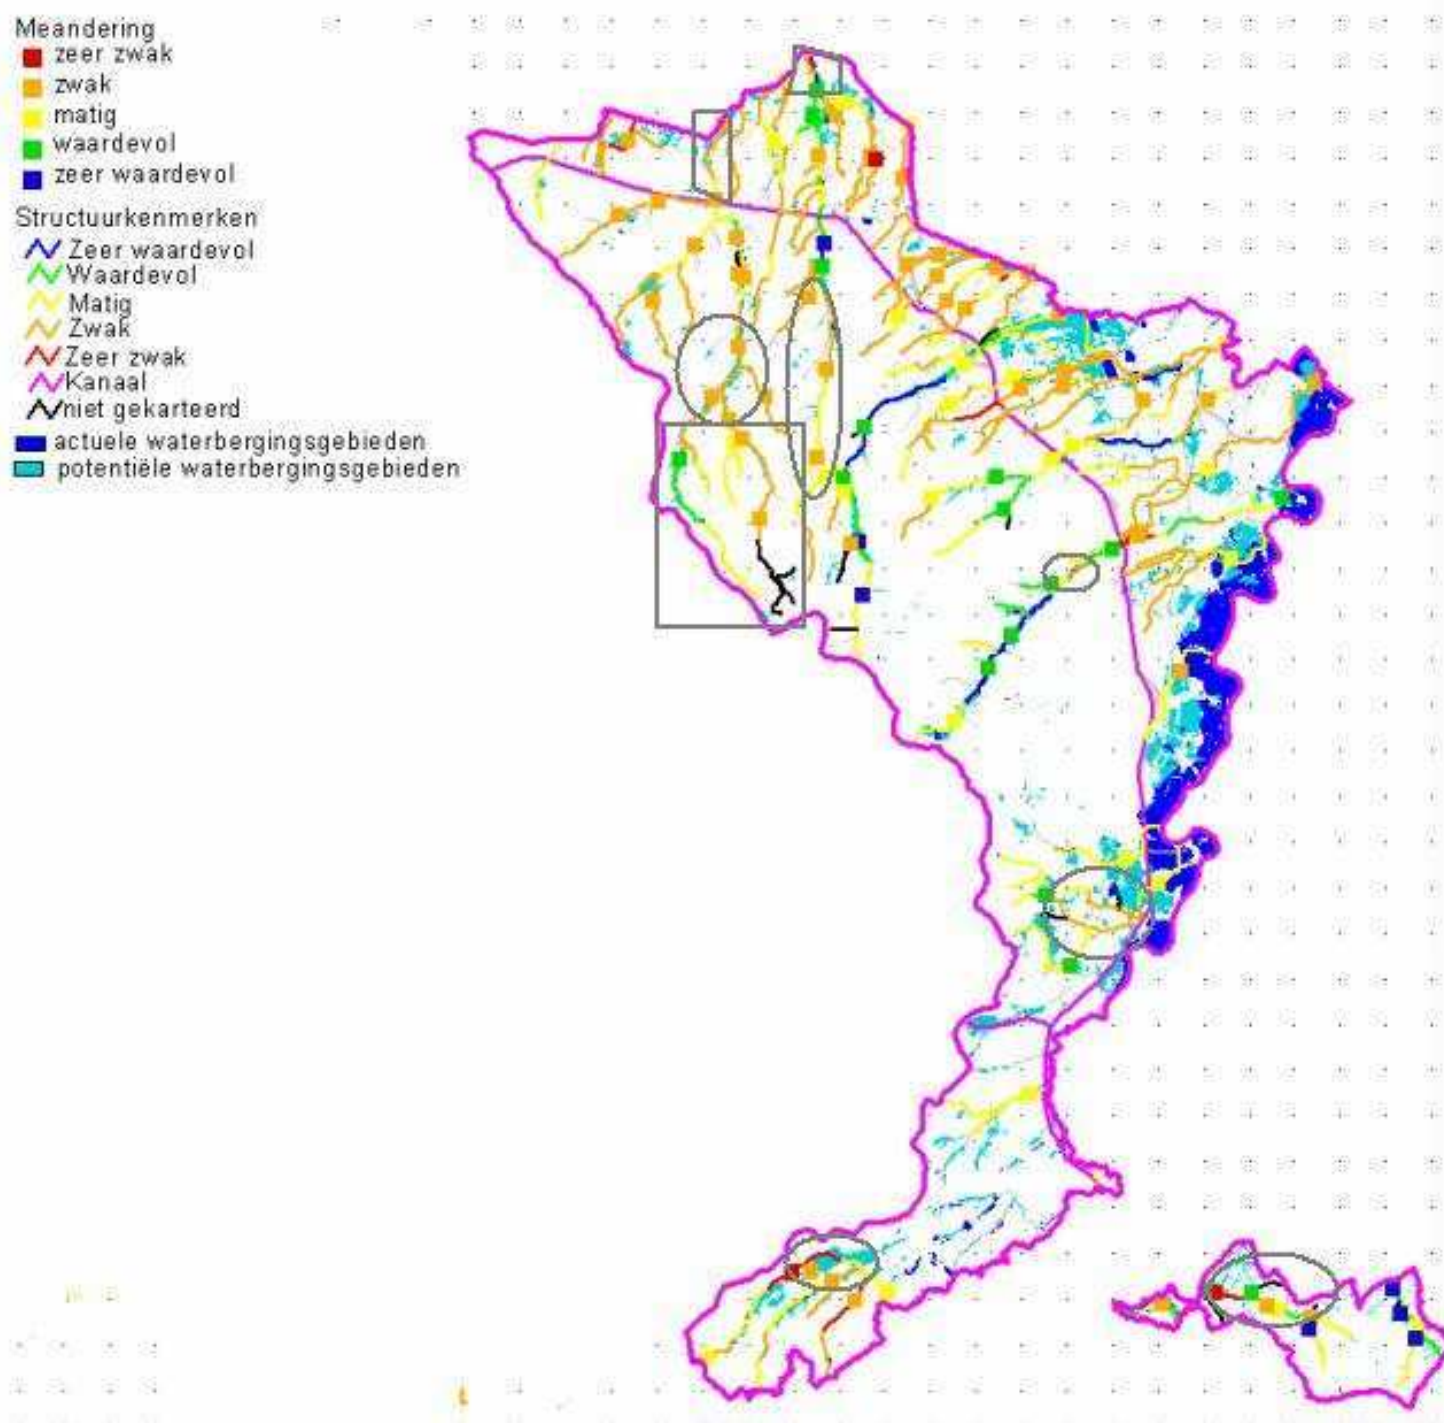 Meandering
zeer zwak
zwak
matig
waardevol
zeer waardevol
Structuurkenmerken
Zeer waardevol
Waardevol
Matig
Zwak
Zeer zwak
Kanaal
niet gekarteerd
actuele waterbergingsgebieden
potentiële waterbergingsgebieden